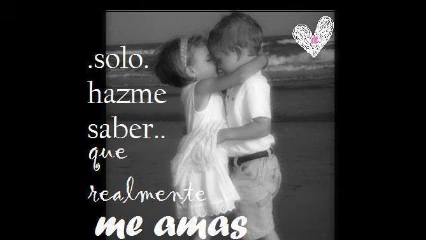 .solo.
hazme
saber..
que
realmente
me amas